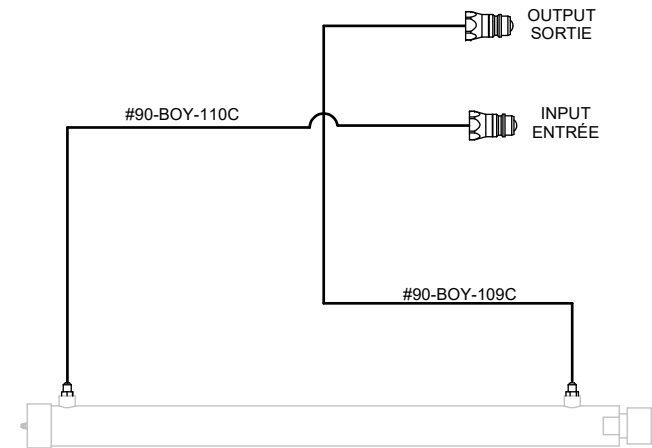 OUTPUT
SORTIE
#90-BOY-110C
INPUT
ENTRÉE
#90-BOY-109C